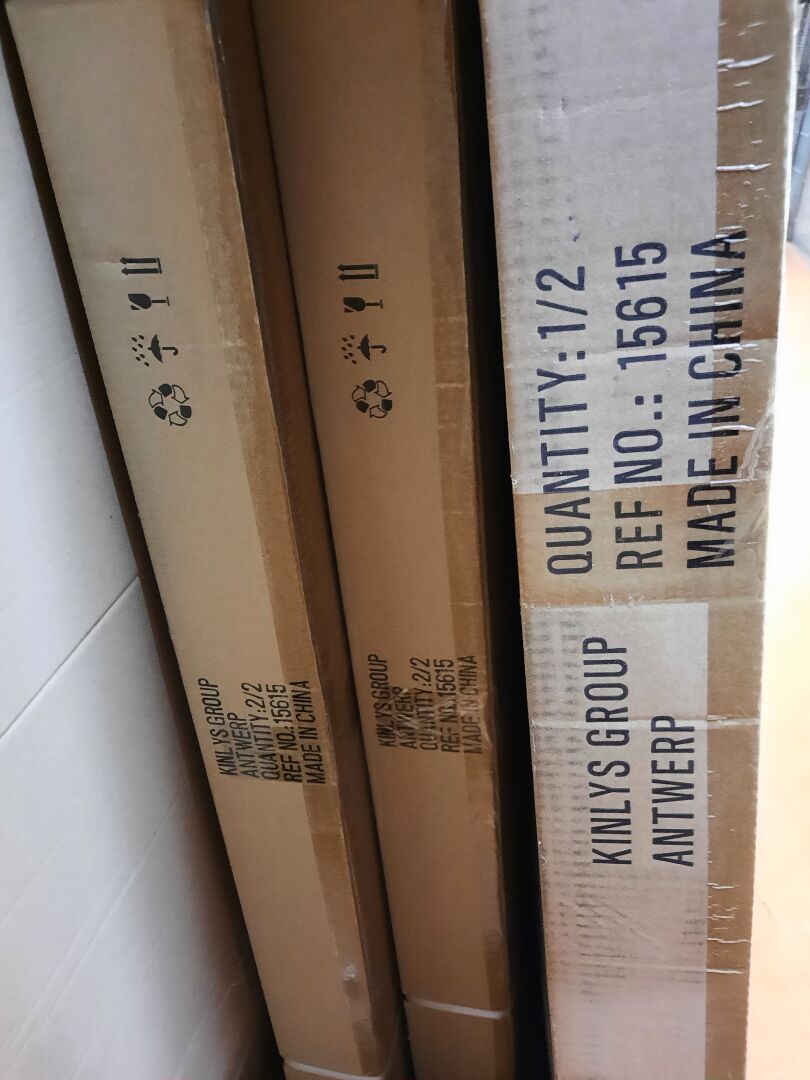 KINLYS GROUP
ANTWERP
QUANTITY:2/2
REF NO.:15615
MADE IN CHINA
KINLYS GROUP
ANTWERP
QUANTITY:2/2
REF NO.:15615
MADE IN CHINA
QUANTITY:1/2
REF NO.: 15615
MADE IN CHINA
KINLYS GROUP
ANTWERP